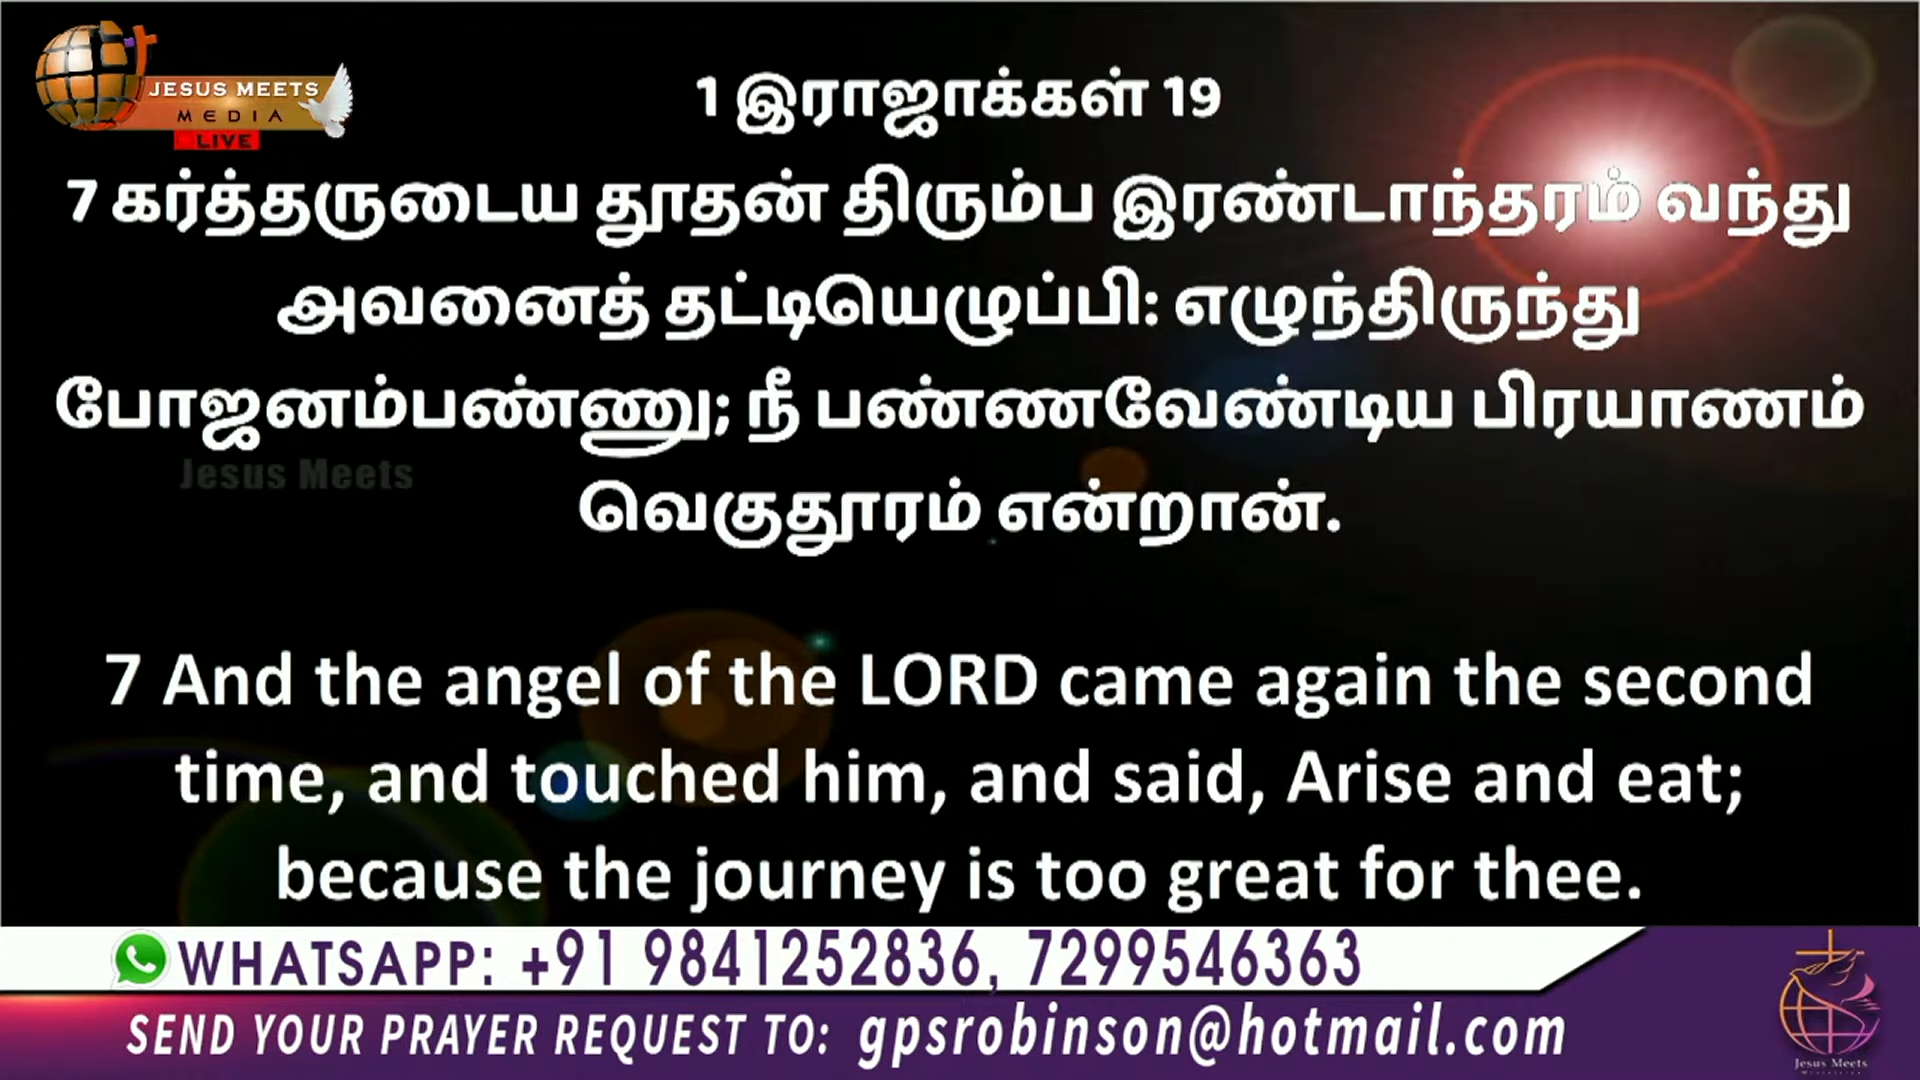 JESUS MEETS
MEDIA
LIVE
1 இராஜாக்கள் 19
7 கர்த்தருடைய தூதன் திரும்ப இரண்டாந்தரம் வந்து
அவனைத் தட்டியெழுப்பி: எழுந்திருந்து
போஜனம்பண்ணு; நீ பண்ணவேண்டிய பிரயாணம்
Jesus Meets
வெகுதூரம் என்றான்.
7 And the angel of the LORD came again the second
time, and touched him, and said, Arise and eat;
because the journey is too great for thee.
WHATSAPP: +91 9841252836, 7299546363
SEND YOUR PRAYER REQUEST TO: gpsrobinson@hotmail.com
Jesus Meets